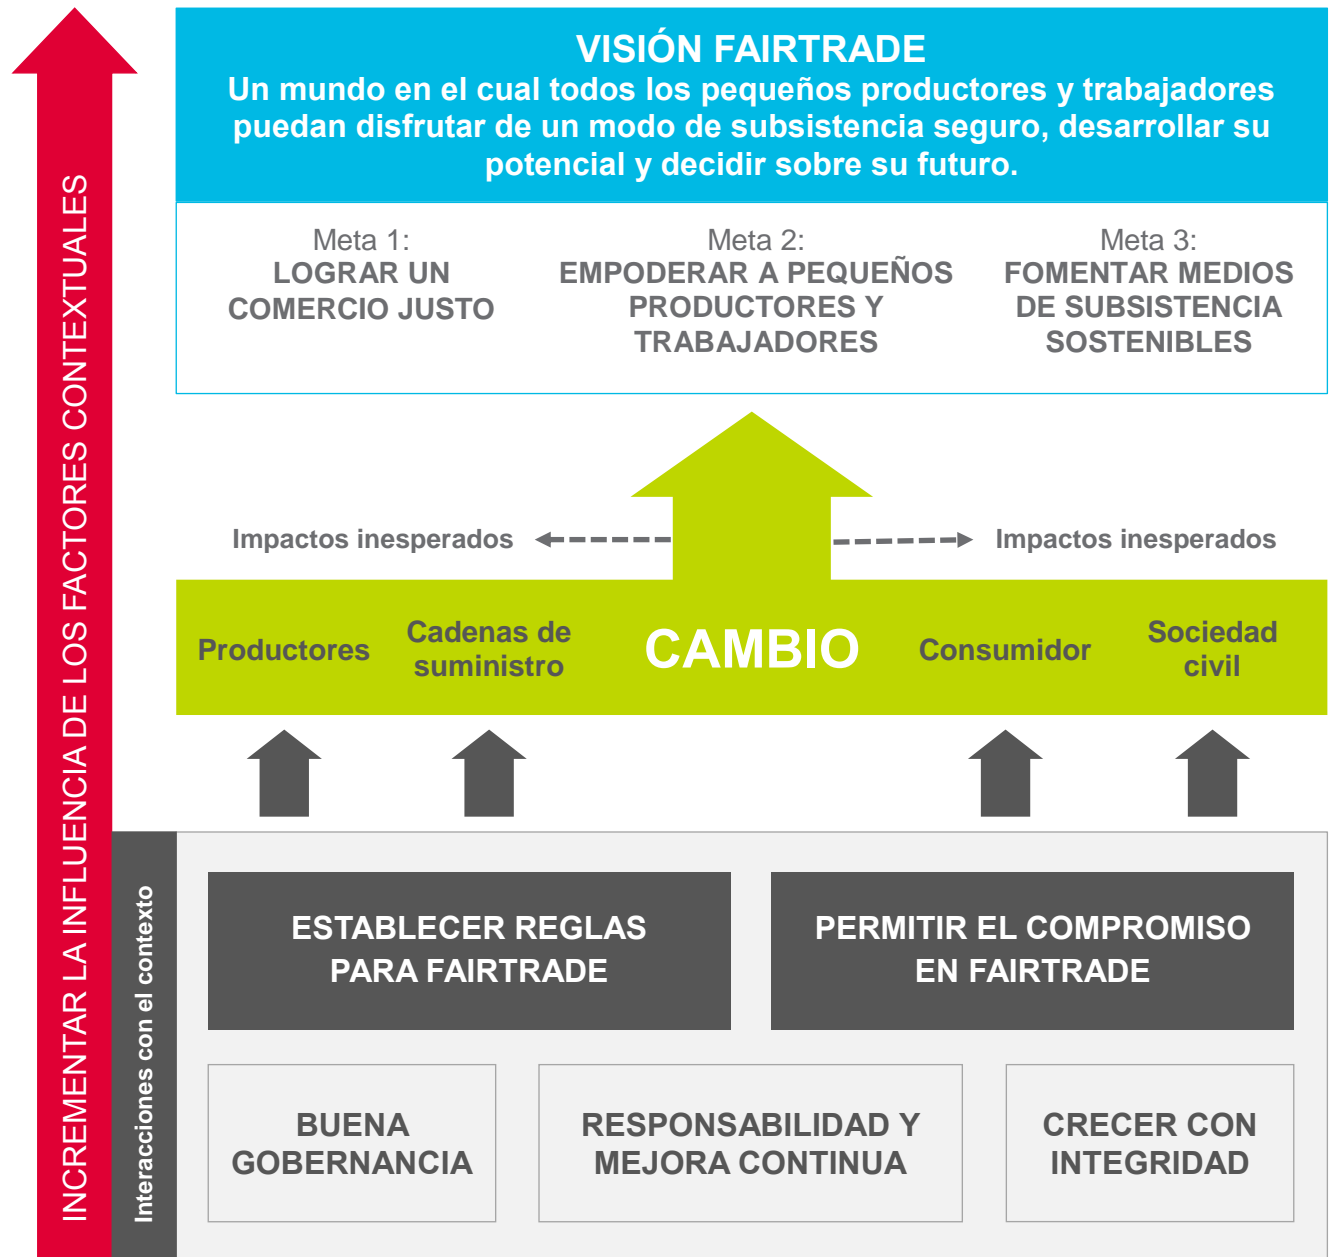 VISIÓN FAIRTRADE
Un mundo en el cual todos los pequeños productores y trabajadores
puedan disfrutar de un modo de subsistencia seguro, desarrollar su
potencial y decidir sobre su futuro.
Meta 1:
LOGRAR UN
COMERCIO JUSTO
Meta 2:
EMPODERAR A PEQUEÑOS
PRODUCTORES Y
TRABAJADORES
Meta 3:
FOMENTAR MEDIOS
DE SUBSISTENCIA
SOSTENIBLES
INCREMENTAR LA INFLUENCIA DE LOS FACTORES CONTEXTUALES
Impactos inesperados
Impactos inesperados
Productores
Cadenas de
suministro
CAMBIO
Consumidor
Sociedad
civil
Interacciones con el contexto
ESTABLECER REGLAS
PARA FAIRTRADE
PERMITIR EL COMPROMISO
EN FAIRTRADE
BUENA
GOBERNANCIA
RESPONSABILIDAD Y
MEJORA CONTINUA
CRECER CON
INTEGRIDAD